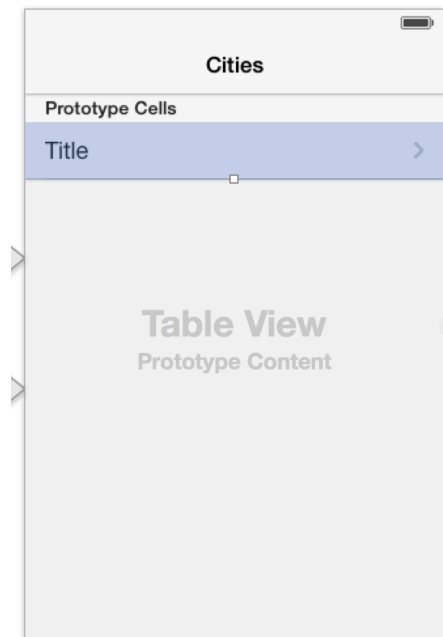 Cities
Prototype Cells
Title
Table View
Prototype Content